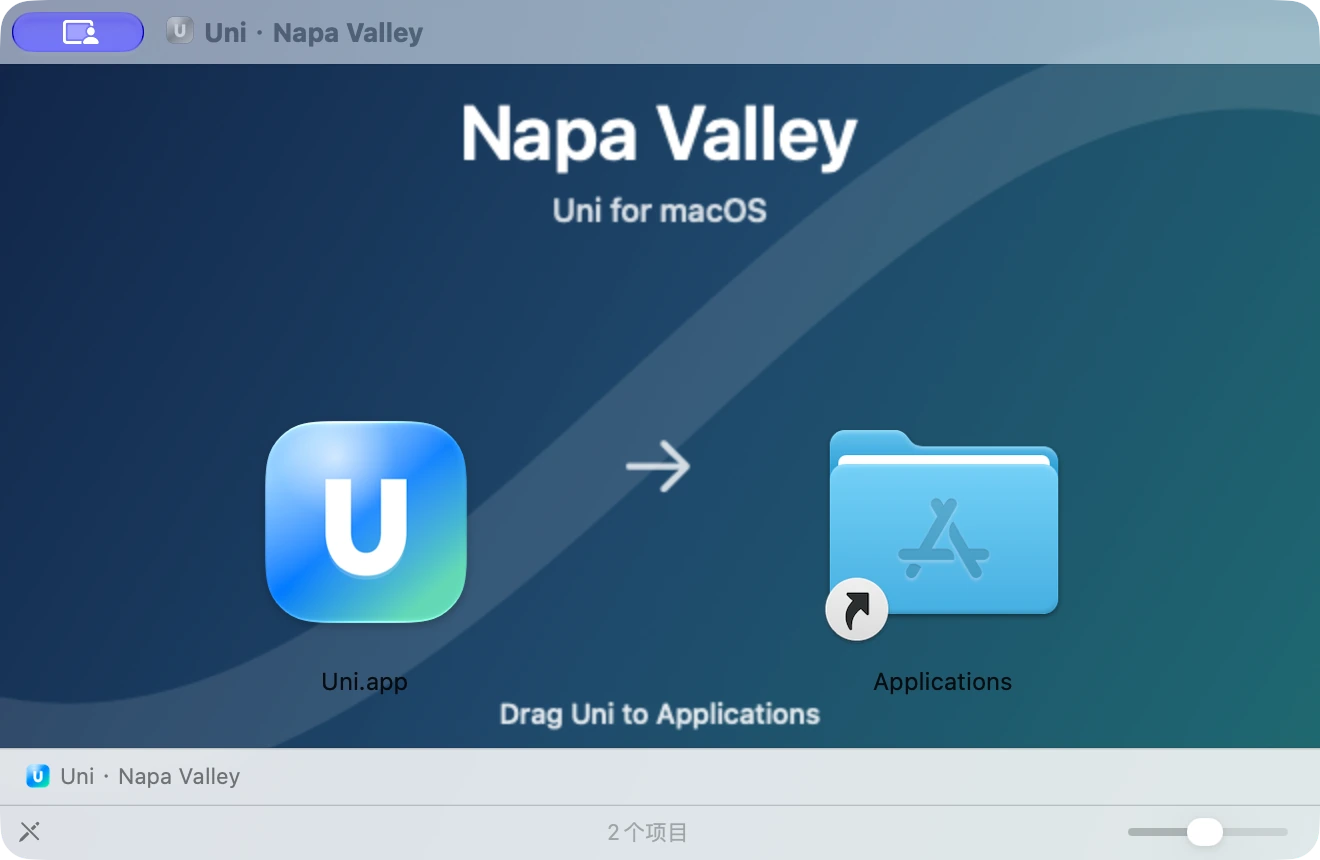 Uni · Napa Valley
Napa Valley
Uni for macOS
U
Uni.app
Applications
Drag Uni to Applications
Uni · Napa Valley
2 个项目